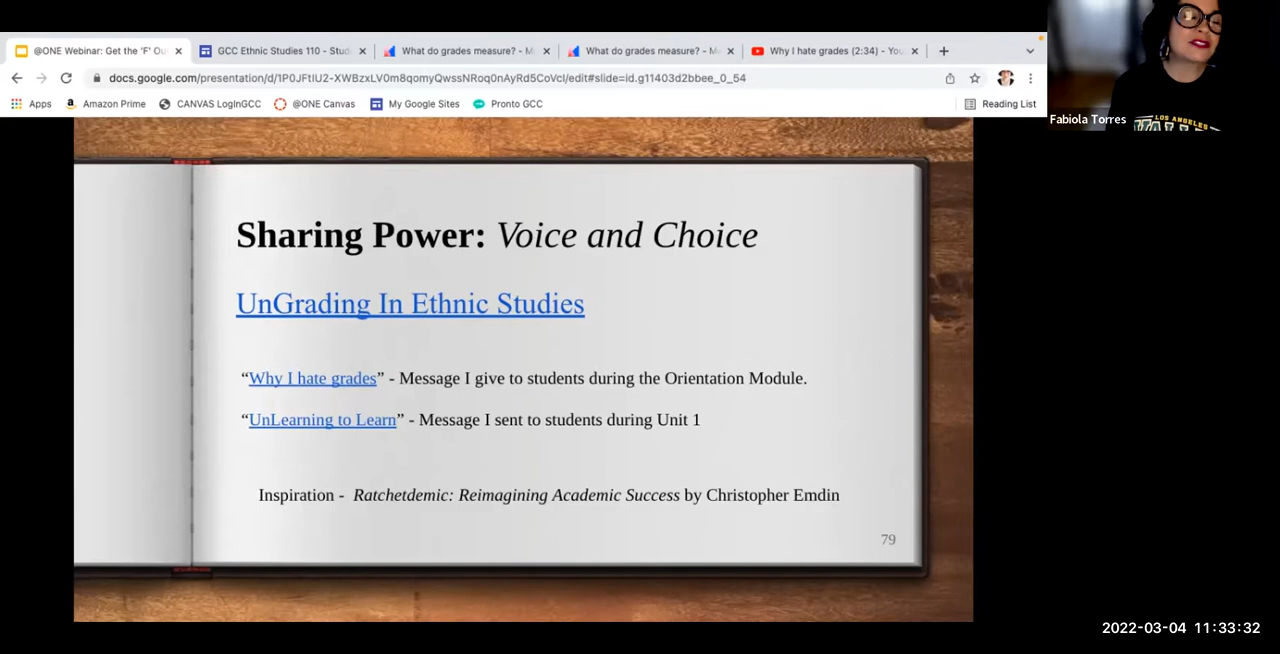 @ONE Webinar: Get the 'F' Ou
GCC Ethnic Studies 110 - Stud
What do grades measure? - M
What do grades measure? - M
Why I hate grades (2:34) - You
docs.google.com/presentation/d/1P0JFtIU2-XWBzxLV0m8qomyQwssNRoq0nAyRd5CoVcI/edit#slide=id.g11403d2bbee_0_54
Apps
Amazon Prime
CANVAS LogInGCC
@ONE Canvas
My Google Sites
Pronto GCC
Reading List
Fabiola Torres
LOS ANGELES
Sharing Power: Voice and Choice
UnGrading In Ethnic Studies
“Why I hate grades” - Message I give to students during the Orientation Module.
“UnLearning to Learn” - Message I sent to students during Unit 1
Inspiration - Ratchetdemic: Reimagining Academic Success by Christopher Emdin
79
2022-03-04 11:33:32